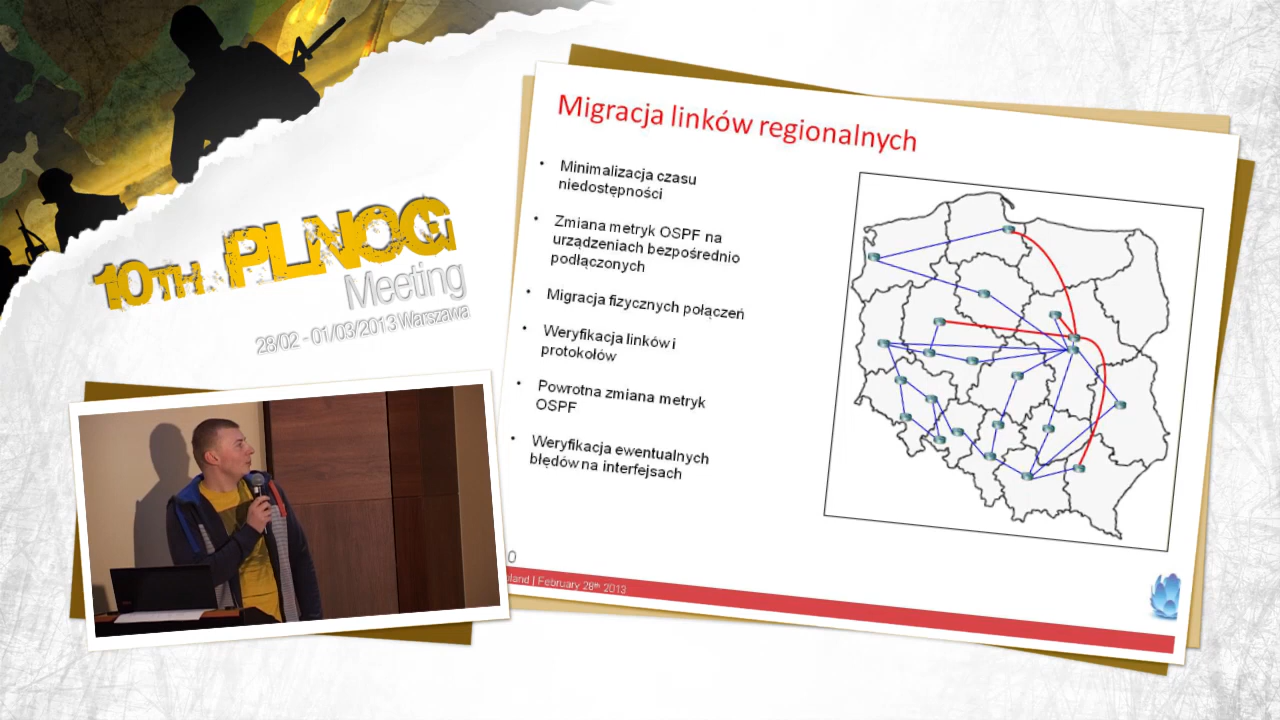 10TH PLNOG
Meeting
28/02 - 01/03/2013 Warszawa
Migracja linków regionalnych
• Minimalizacja czasu
niedostępności
• Zmiana metryk OSPF na
urządzeniach bezpośrednio
podłączonych
• Migracja fizycznych połączeń
• Weryfikacja linków i
protokołów
• Powrotna zmiana metryk
OSPF
• Weryfikacja ewentualnych
błędów na interfejsach
0
| February 28th 2013